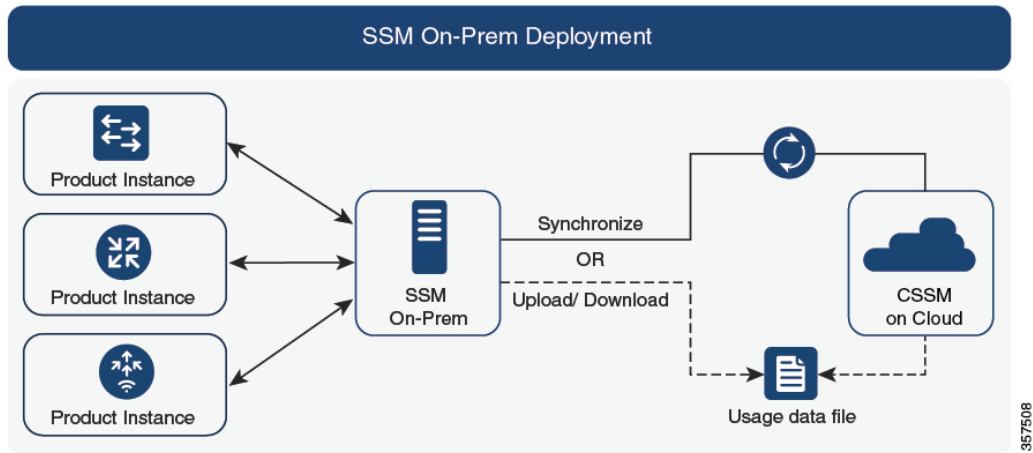 SSM On-Prem Deployment
Product Instance
Product Instance
Product Instance
SSM
On-Prem
Synchronize
OR
Upload/ Download
CSSM
on Cloud
Usage data file
357508